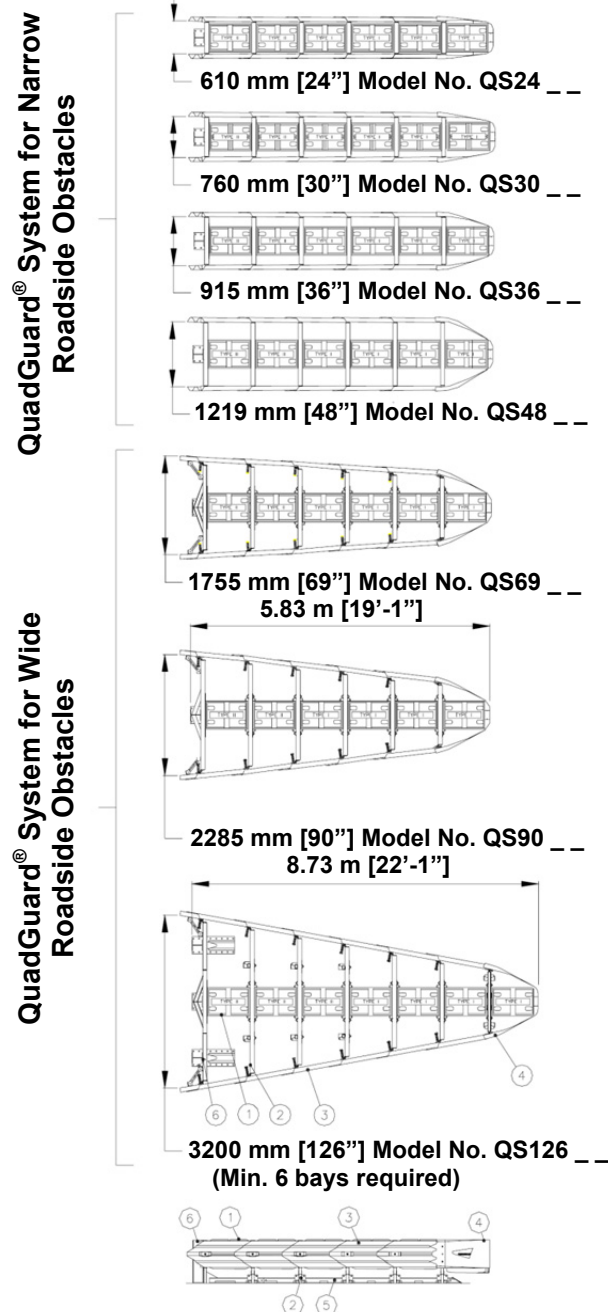 QuadGuard® System for Narrow
Roadside Obstacles
610 mm [24”] Model No. QS24 _ _
760 mm [30”] Model No. QS30 _ _
915 mm [36”] Model No. QS36 _ _
1219 mm [48”] Model No. QS48 _ _
QuadGuard® System for Wide
Roadside Obstacles
1755 mm [69”] Model No. QS69 _ _
5.83 m [19’-1”]
2285 mm [90”] Model No. QS90 _ _
8.73 m [22’-1”]
6 1 2 3 4
3200 mm [126”] Model No. QS126 _ _
(Min. 6 bays required)
6 1 3 4
2 5